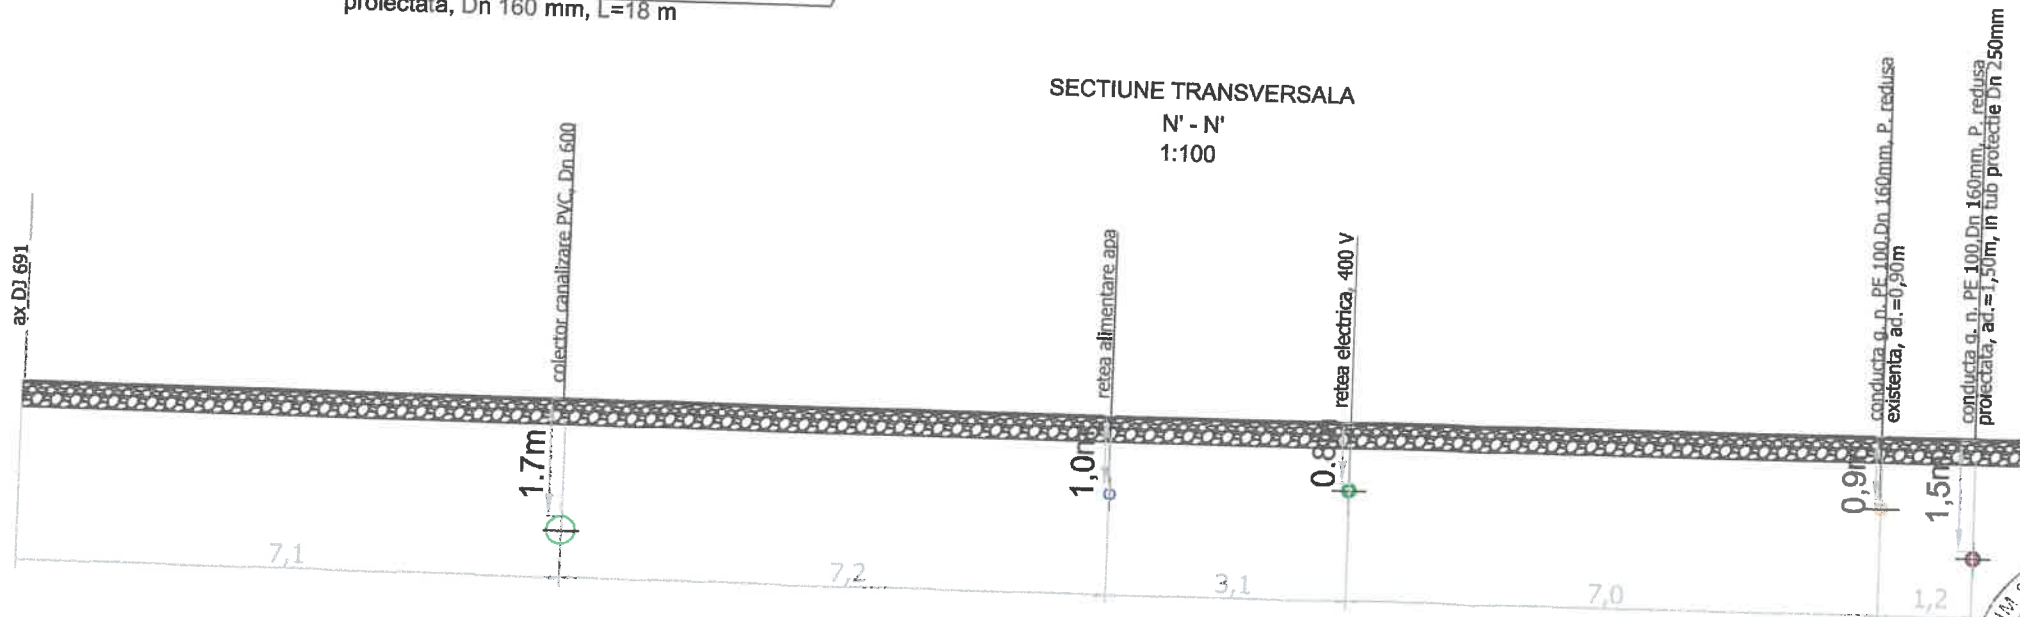 proiectata, Dn 160 mm, L=18 m
SECTIUNE TRANSVERSALA
N' - N'
1:100
ax DJ 691
colector canalizare PVC, Dn 600
retea alimentare apa
retea electrica, 400 V
conducta g. n. PE 100,Dn 160mm, P. redusa
existenta, ad.=0,90m
conducta g. n. PE 100,Dn 160mm, P. redusa
proiectata, ad.=1,50m, in tub protectie Dn 250mm
1.7m
1,0m
0,9m
1,5m
7,1
7,2
3,1
7,0
1,2